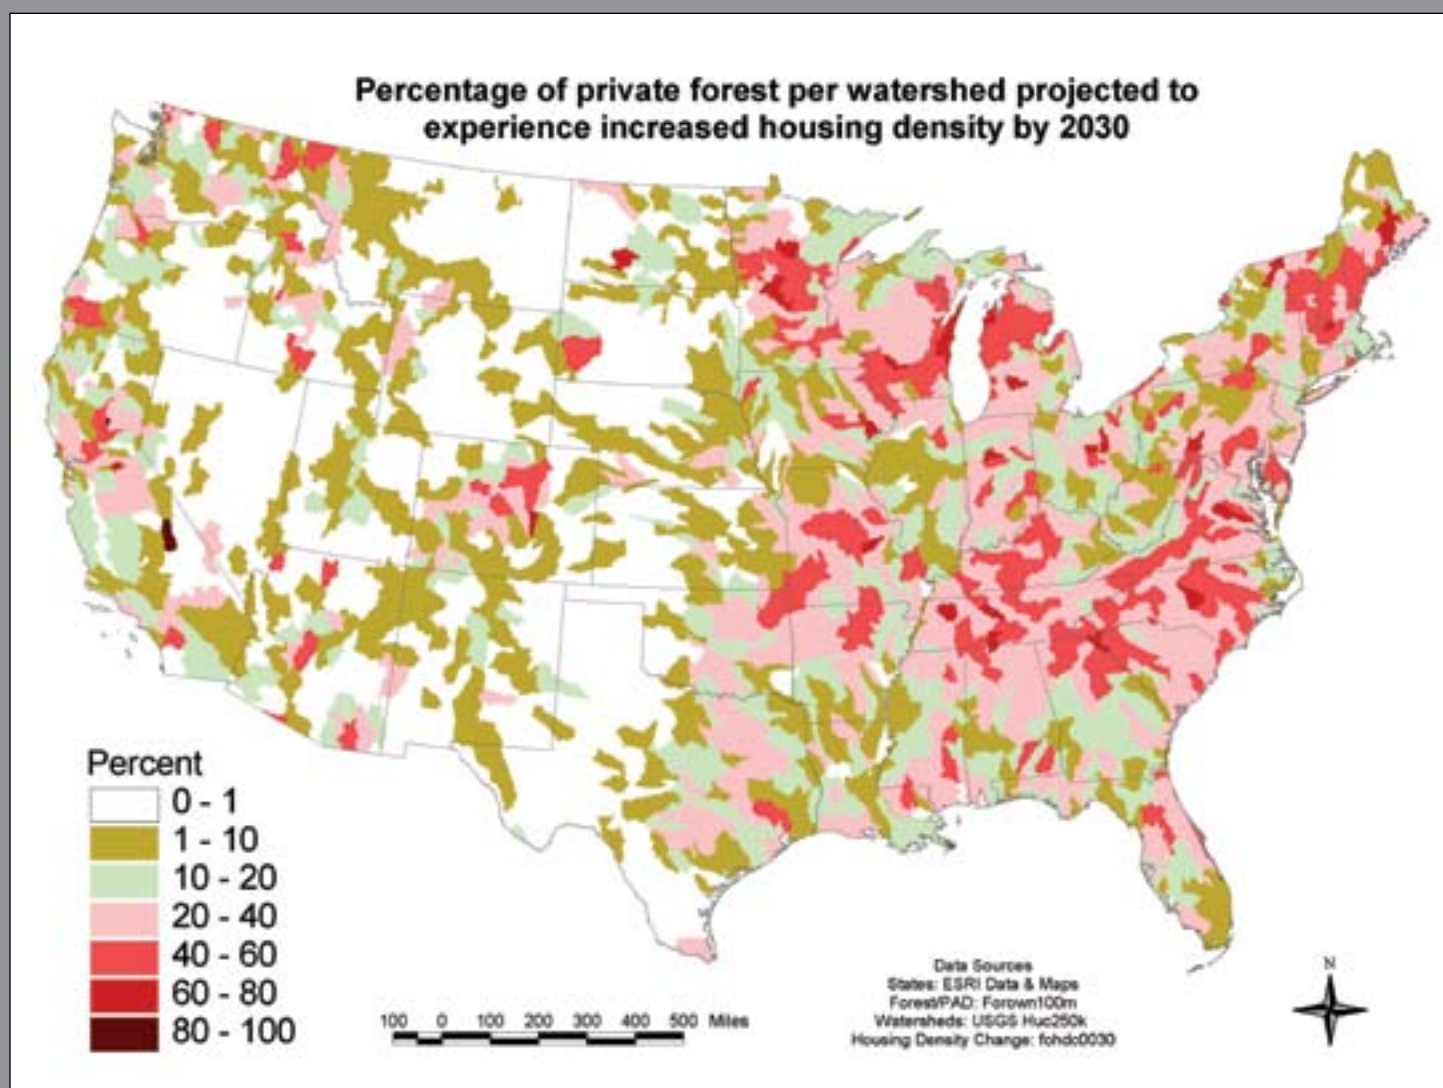 Percentage of private forest per watershed projected to
experience increased housing density by 2030
Percent
0 - 1
1 - 10
10 - 20
20 - 40
40 - 60
60 - 80
80 - 100
100 0 100 200 300 400 500 Miles
Data Sources
States: ESRI Data & Maps
Forest/PAD: Forown100m
Watersheds: USGS Huc250k
Housing Density Change: fohdc0030
N